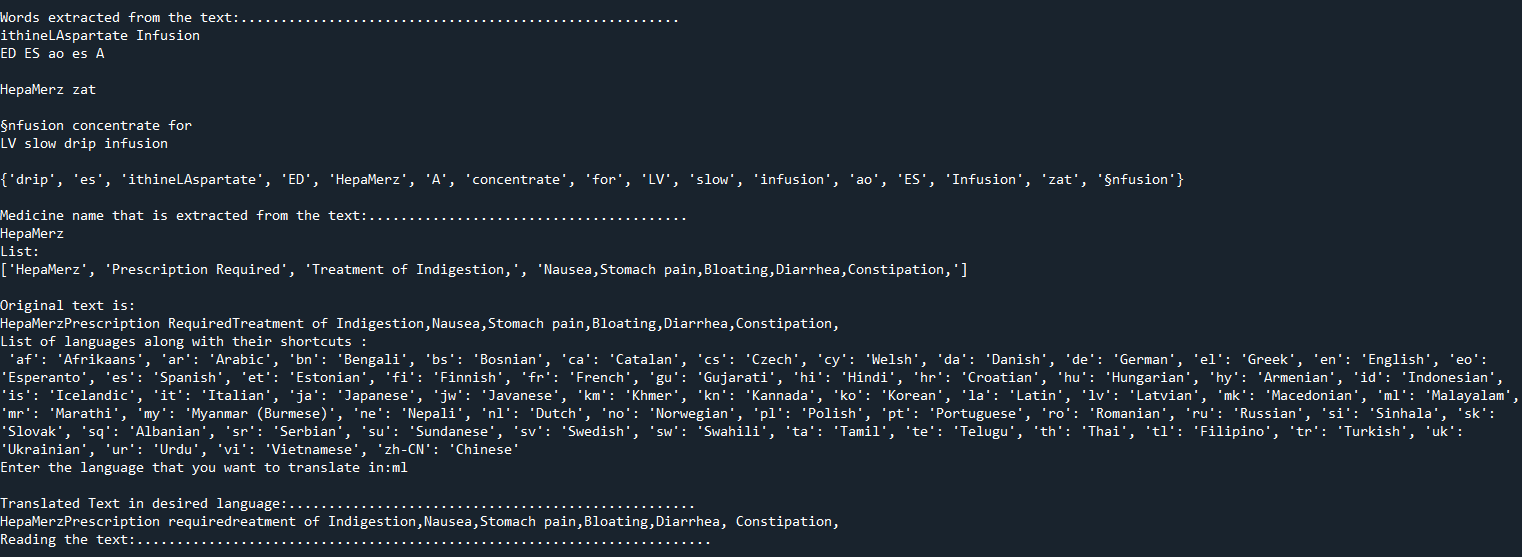 Words extracted from the text:.......................................................
ithineLAspartate Infusion
ED ES ao es A
HepaMerz zat
§nfusion concentrate for
LV slow drip infusion
{'drip', 'es', 'ithineLAspartate', 'ED', 'HepaMerz', 'A', 'concentrate', 'for', 'LV', 'slow', 'infusion', 'ao', 'ES', 'Infusion', 'zat', '§nfusion'}
Medicine name that is extracted from the text:........................................
HepaMerz
List:
['HepaMerz', 'Prescription Required', 'Treatment of Indigestion,', 'Nausea,Stomach pain,Bloating,Diarrhea,Constipation,']
Original text is:
HepaMerzPrescription RequiredTreatment of Indigestion,Nausea,Stomach pain,Bloating,Diarrhea,Constipation,
List of languages along with their shortcuts :
'af': 'Afrikaans', 'ar': 'Arabic', 'bn': 'Bengali', 'bs': 'Bosnian', 'ca': 'Catalan', 'cs': 'Czech', 'cy': 'Welsh', 'da': 'Danish', 'de': 'German', 'el': 'Greek', 'en': 'English', 'eo':
'Esperanto', 'es': 'Spanish', 'et': 'Estonian', 'fi': 'Finnish', 'fr': 'French', 'gu': 'Gujarati', 'hi': 'Hindi', 'hr': 'Croatian', 'hu': 'Hungarian', 'hy': 'Armenian', 'id': 'Indonesian',
'is': 'Icelandic', 'it': 'Italian', 'ja': 'Japanese', 'jw': 'Javanese', 'km': 'Khmer', 'kn': 'Kannada', 'ko': 'Korean', 'la': 'Latin', 'lv': 'Latvian', 'mk': 'Macedonian', 'ml': 'Malayalam',
'mr': 'Marathi', 'my': 'Myanmar (Burmese)', 'ne': 'Nepali', 'nl': 'Dutch', 'no': 'Norwegian', 'pl': 'Polish', 'pt': 'Portuguese', 'ro': 'Romanian', 'ru': 'Russian', 'si': 'Sinhala', 'sk':
'Slovak', 'sq': 'Albanian', 'sr': 'Serbian', 'su': 'Sundanese', 'sv': 'Swedish', 'sw': 'Swahili', 'ta': 'Tamil', 'te': 'Telugu', 'th': 'Thai', 'tl': 'Filipino', 'tr': 'Turkish', 'uk':
'Ukrainian', 'ur': 'Urdu', 'vi': 'Vietnamese', 'zh-CN': 'Chinese'
Enter the language that you want to translate in:ml
Translated Text in desired language:...................................................
HepaMerzPrescription requiredreatment of Indigestion,Nausea,Stomach pain,Bloating,Diarrhea, Constipation,
Reading the text:........................................................................